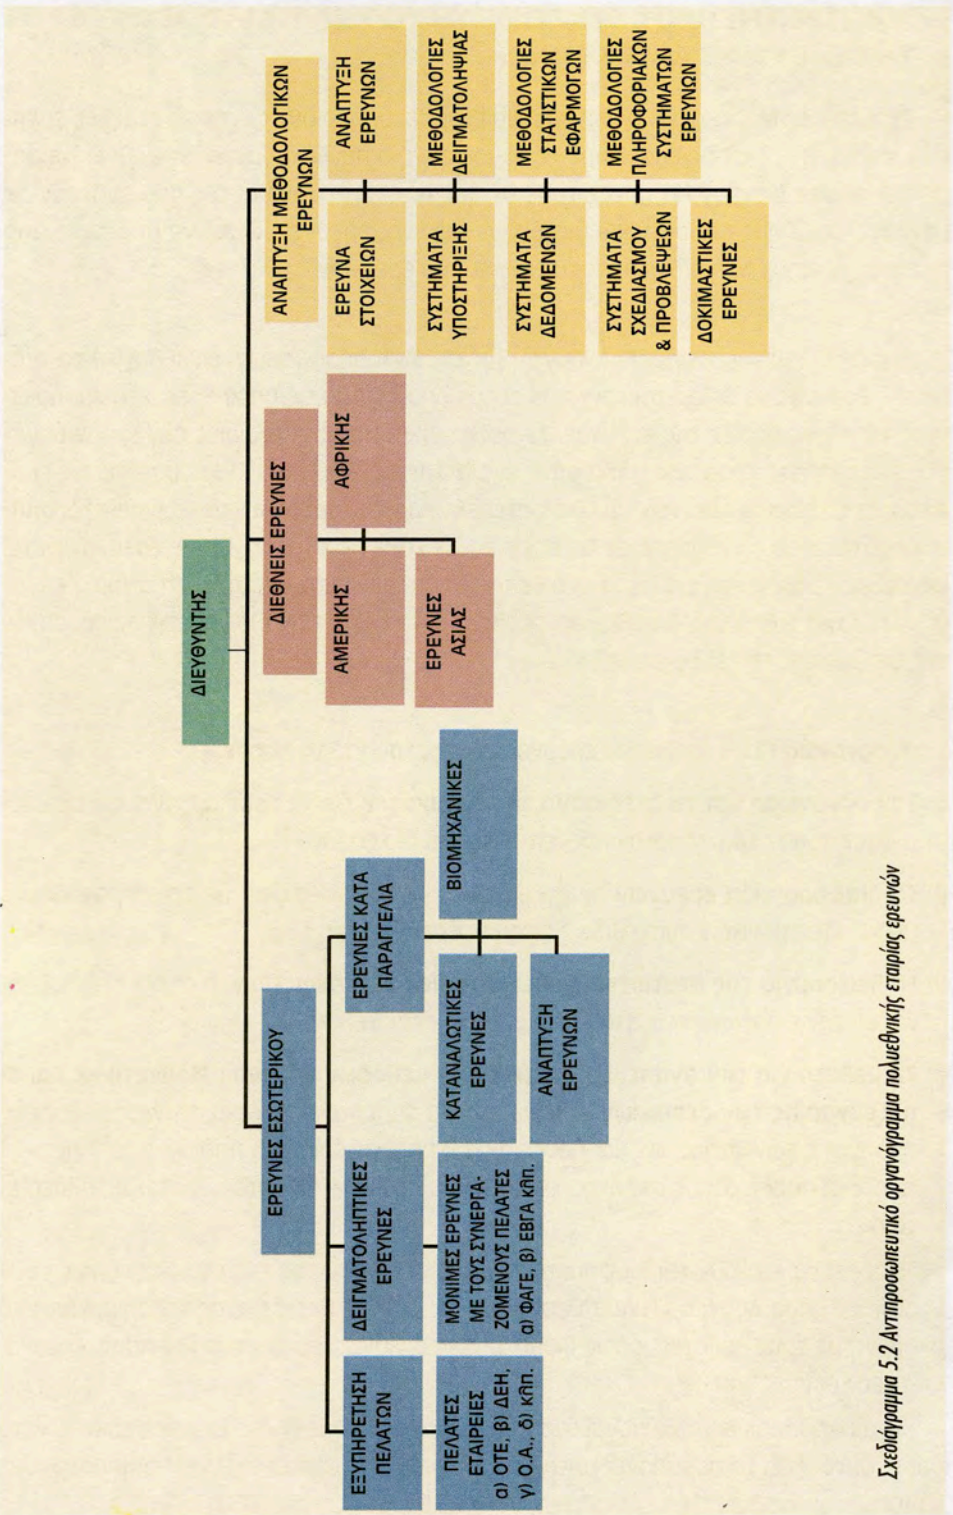 ΔΙΕΥΘΥΝΤΗΣ
ΕΡΕΥΝΕΣ ΕΣΩΤΕΡΙΚΟΥ
ΕΞΥΠΗΡΕΤΗΣΗ
ΠΕΛΑΤΩΝ
ΠΕΛΑΤΕΣ
ΕΤΑΙΡΕΙΕΣ
α) ΟΤΕ, β) ΔΕΗ,
γ) Ο.Α., δ) κλπ.
ΔΕΙΓΜΑΤΟΛΗΠΤΙΚΕΣ
ΕΡΕΥΝΕΣ
ΜΟΝΙΜΕΣ ΕΡΕΥΝΕΣ
ΜΕ ΤΟΥΣ ΣΥΝΕΡΓΑ-
ΖΟΜΕΝΟΥΣ ΠΕΛΑΤΕΣ
α) ΦΑΓΕ, β) ΕΒΓΑ κλπ.
ΕΡΕΥΝΕΣ ΚΑΤΑ
ΠΑΡΑΓΓΕΛΙΑ
ΚΑΤΑΝΑΛΩΤΙΚΕΣ
ΕΡΕΥΝΕΣ
ΒΙΟΜΗΧΑΝΙΚΕΣ
ΑΝΑΠΤΥΞΗ
ΕΡΕΥΝΩΝ
ΔΙΕΘΝΕΙΣ ΕΡΕΥΝΕΣ
ΑΜΕΡΙΚΗΣ
ΑΦΡΙΚΗΣ
ΕΡΕΥΝΕΣ
ΑΣΙΑΣ
ΑΝΑΠΤΥΞΗ ΜΕΘΟΔΟΛΟΓΙΚΩΝ
ΕΡΕΥΝΩΝ
ΕΡΕΥΝΑ
ΣΤΟΙΧΕΙΩΝ
ΑΝΑΠΤΥΞΗ
ΕΡΕΥΝΩΝ
ΣΥΣΤΗΜΑΤΑ
ΥΠΟΣΤΗΡΙΞΗΣ
ΜΕΘΟΔΟΛΟΓΙΕΣ
ΔΕΙΓΜΑΤΟΛΗΨΙΑΣ
ΣΥΣΤΗΜΑΤΑ
ΔΕΔΟΜΕΝΩΝ
ΜΕΘΟΔΟΛΟΓΙΕΣ
ΣΤΑΤΙΣΤΙΚΩΝ
ΕΦΑΡΜΟΓΩΝ
ΣΥΣΤΗΜΑΤΑ
ΣΧΕΔΙΑΣΜΟΥ
& ΠΡΟΒΛΕΨΕΩΝ
ΜΕΘΟΔΟΛΟΓΙΕΣ
ΠΛΗΡΟΦΟΡΙΑΚΩΝ
ΣΥΣΤΗΜΑΤΩΝ
ΕΡΕΥΝΩΝ
ΔΟΚΙΜΑΣΤΙΚΕΣ
ΕΡΕΥΝΕΣ
Σχεδιάγραμμα 5.2 Αντιπροσωπευτικό οργανόγραμμα πολυεθνικής εταιρίας ερευνών